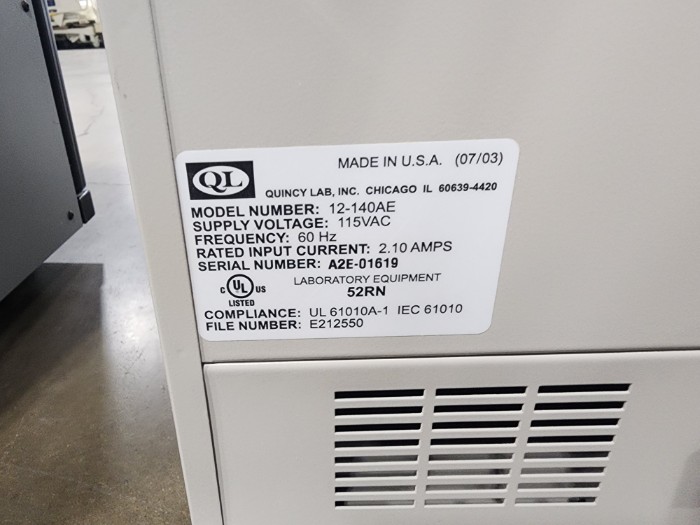 MADE IN U.S.A. (07/03)
QL
QUINCY LAB, INC. CHICAGO IL 60639-4420
MODEL NUMBER: 12-140AE
SUPPLY VOLTAGE: 115VAC
FREQUENCY: 60 Hz
RATED INPUT CURRENT: 2.10 AMPS
SERIAL NUMBER: A2E-01619
C UL US
LISTED
LABORATORY EQUIPMENT
52RN
COMPLIANCE: UL 61010A-1 IEC 61010
FILE NUMBER: E212550